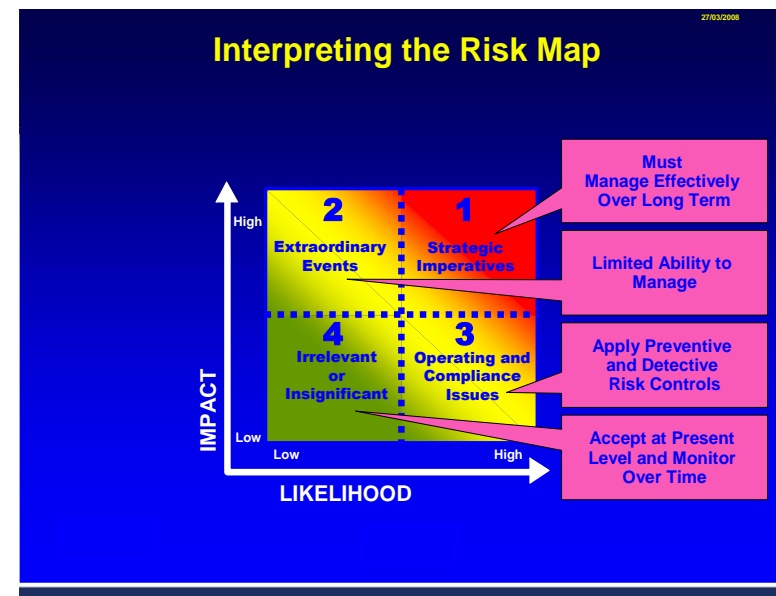 27/03/2008
Interpreting the Risk Map
Must
Manage Effectively
Over Long Term
High
2
1
Extraordinary
Events
Strategic
Imperatives
Limited Ability to
Manage
4
3
Irrelevant
or
Insignificant
Operating and
Compliance
Issues
Apply Preventive
and Detective
Risk Controls
IMPACT
Low
Low
High
Accept at Present
Level and Monitor
Over Time
LIKELIHOOD